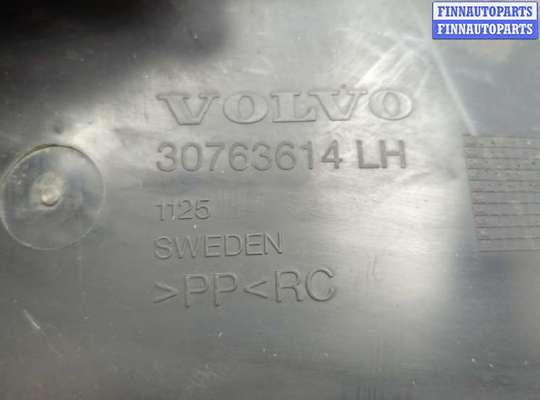 FINNAUTOPARTS
FINNAUTOPARTS
VOLVO
30763614 LH
1125
SWEDEN
>PP<RC